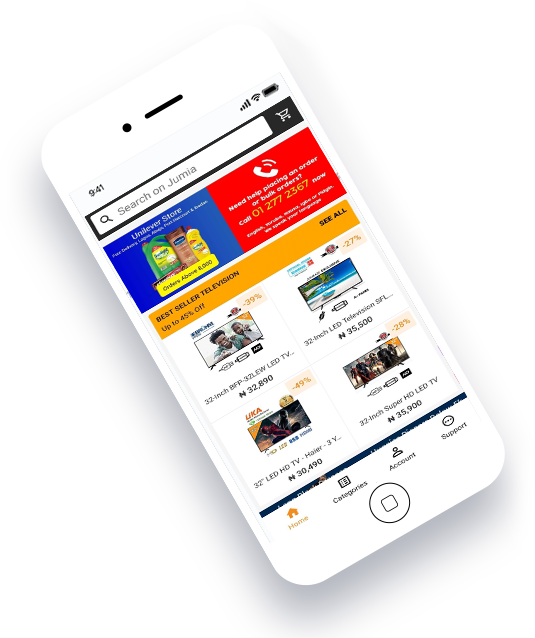 9:41
Search on Jumia
Unilever Store
Free Delivery, Lagos, Abuja, Port Harcourt & Ibadan
Orders Above 6,000
Need help placing an order
or bulk orders?
Call 01 277 2367 now
English, Yoruba, Hausa, Igbo or Pidgin,
we speak your language
BEST SELLER TELEVISION
SEE ALL
Up to 45% Off
-39%
32-Inch BFP-32LEW LED TV...
₦ 32,890
-27%
32-Inch LED Television SFL...
₦ 35,500
-49%
UKA
LED
32" LED HD TV - Haier - 3 Y...
₦ 30,490
-28%
32-Inch Super HD LED TV
₦ 35,900
Home
Categories
Account
Support